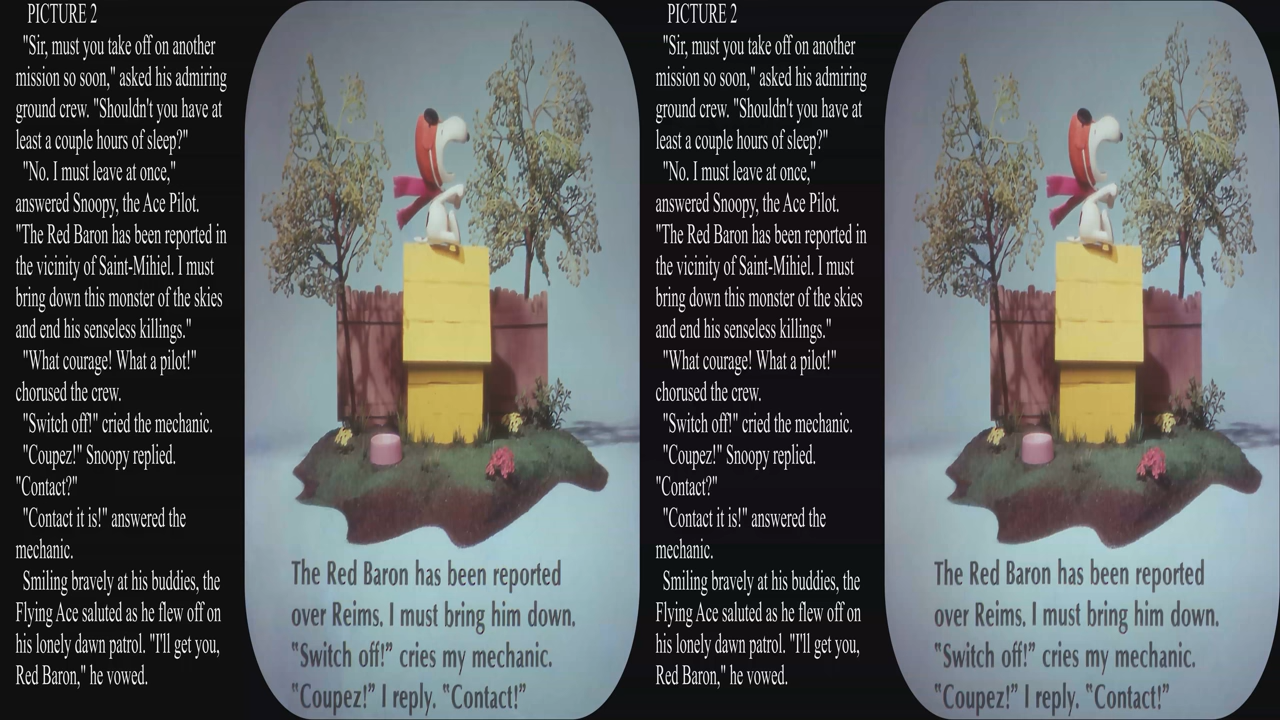 PICTURE 2
"Sir, must you take off on another
mission so soon," asked his admiring
ground crew. "Shouldn't you have at
least a couple hours of sleep?"
"No. I must leave at once,"
answered Snoopy, the Ace Pilot.
"The Red Baron has been reported in
the vicinity of Saint-Mihiel. I must
bring down this monster of the skies
and end his senseless killings."
"What courage! What a pilot!"
chorused the crew.
"Switch off!" cried the mechanic.
"Coupez!" Snoopy replied.
"Contact?"
"Contact it is!" answered the
mechanic.
Smiling bravely at his buddies, the
Flying Ace saluted as he flew off on
his lonely dawn patrol. "I'll get you,
Red Baron," he vowed.
The Red Baron has been reported
over Reims. I must bring him down.
"Switch off!" cries my mechanic.
"Coupez!" I reply. "Contact!"
PICTURE 2
"Sir, must you take off on another
mission so soon," asked his admiring
ground crew. "Shouldn't you have at
least a couple hours of sleep?"
"No. I must leave at once,"
answered Snoopy, the Ace Pilot.
"The Red Baron has been reported in
the vicinity of Saint-Mihiel. I must
bring down this monster of the skies
and end his senseless killings."
"What courage! What a pilot!"
chorused the crew.
"Switch off!" cried the mechanic.
"Coupez!" Snoopy replied.
"Contact?"
"Contact it is!" answered the
mechanic.
Smiling bravely at his buddies, the
Flying Ace saluted as he flew off on
his lonely dawn patrol. "I'll get you,
Red Baron," he vowed.
The Red Baron has been reported
over Reims. I must bring him down.
"Switch off!" cries my mechanic.
"Coupez!" I reply. "Contact!"